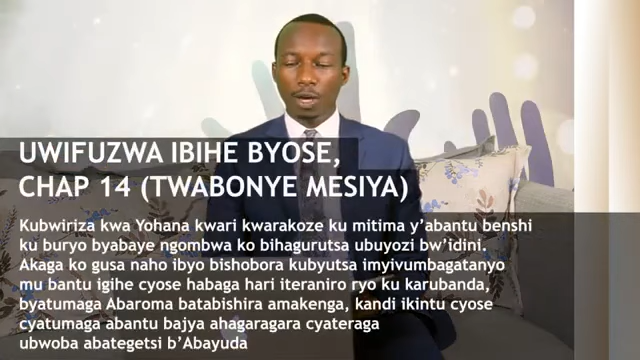 UWIFUZWA IBIHE BYOSE,
CHAP 14 (TWABONYE MESIYA)
Kubwiriza kwa Yohana kwari kwarakoze ku mitima y'abantu benshi
ku buryo byabaye ngombwa ko bihagurutsa ubuyozi bw'idini.
Akaga ko gusa naho ibyo bishobora kubyutsa imyivumbagatanyo
mu bantu igihe cyose habaga hari iteraniro ryo ku karubanda,
byatumaga Abaroma batabishira amakenga, kandi ikintu cyose
cyatumaga abantu bajya ahagaragara cyateraga
ubwoba abategetsi b'Abayuda